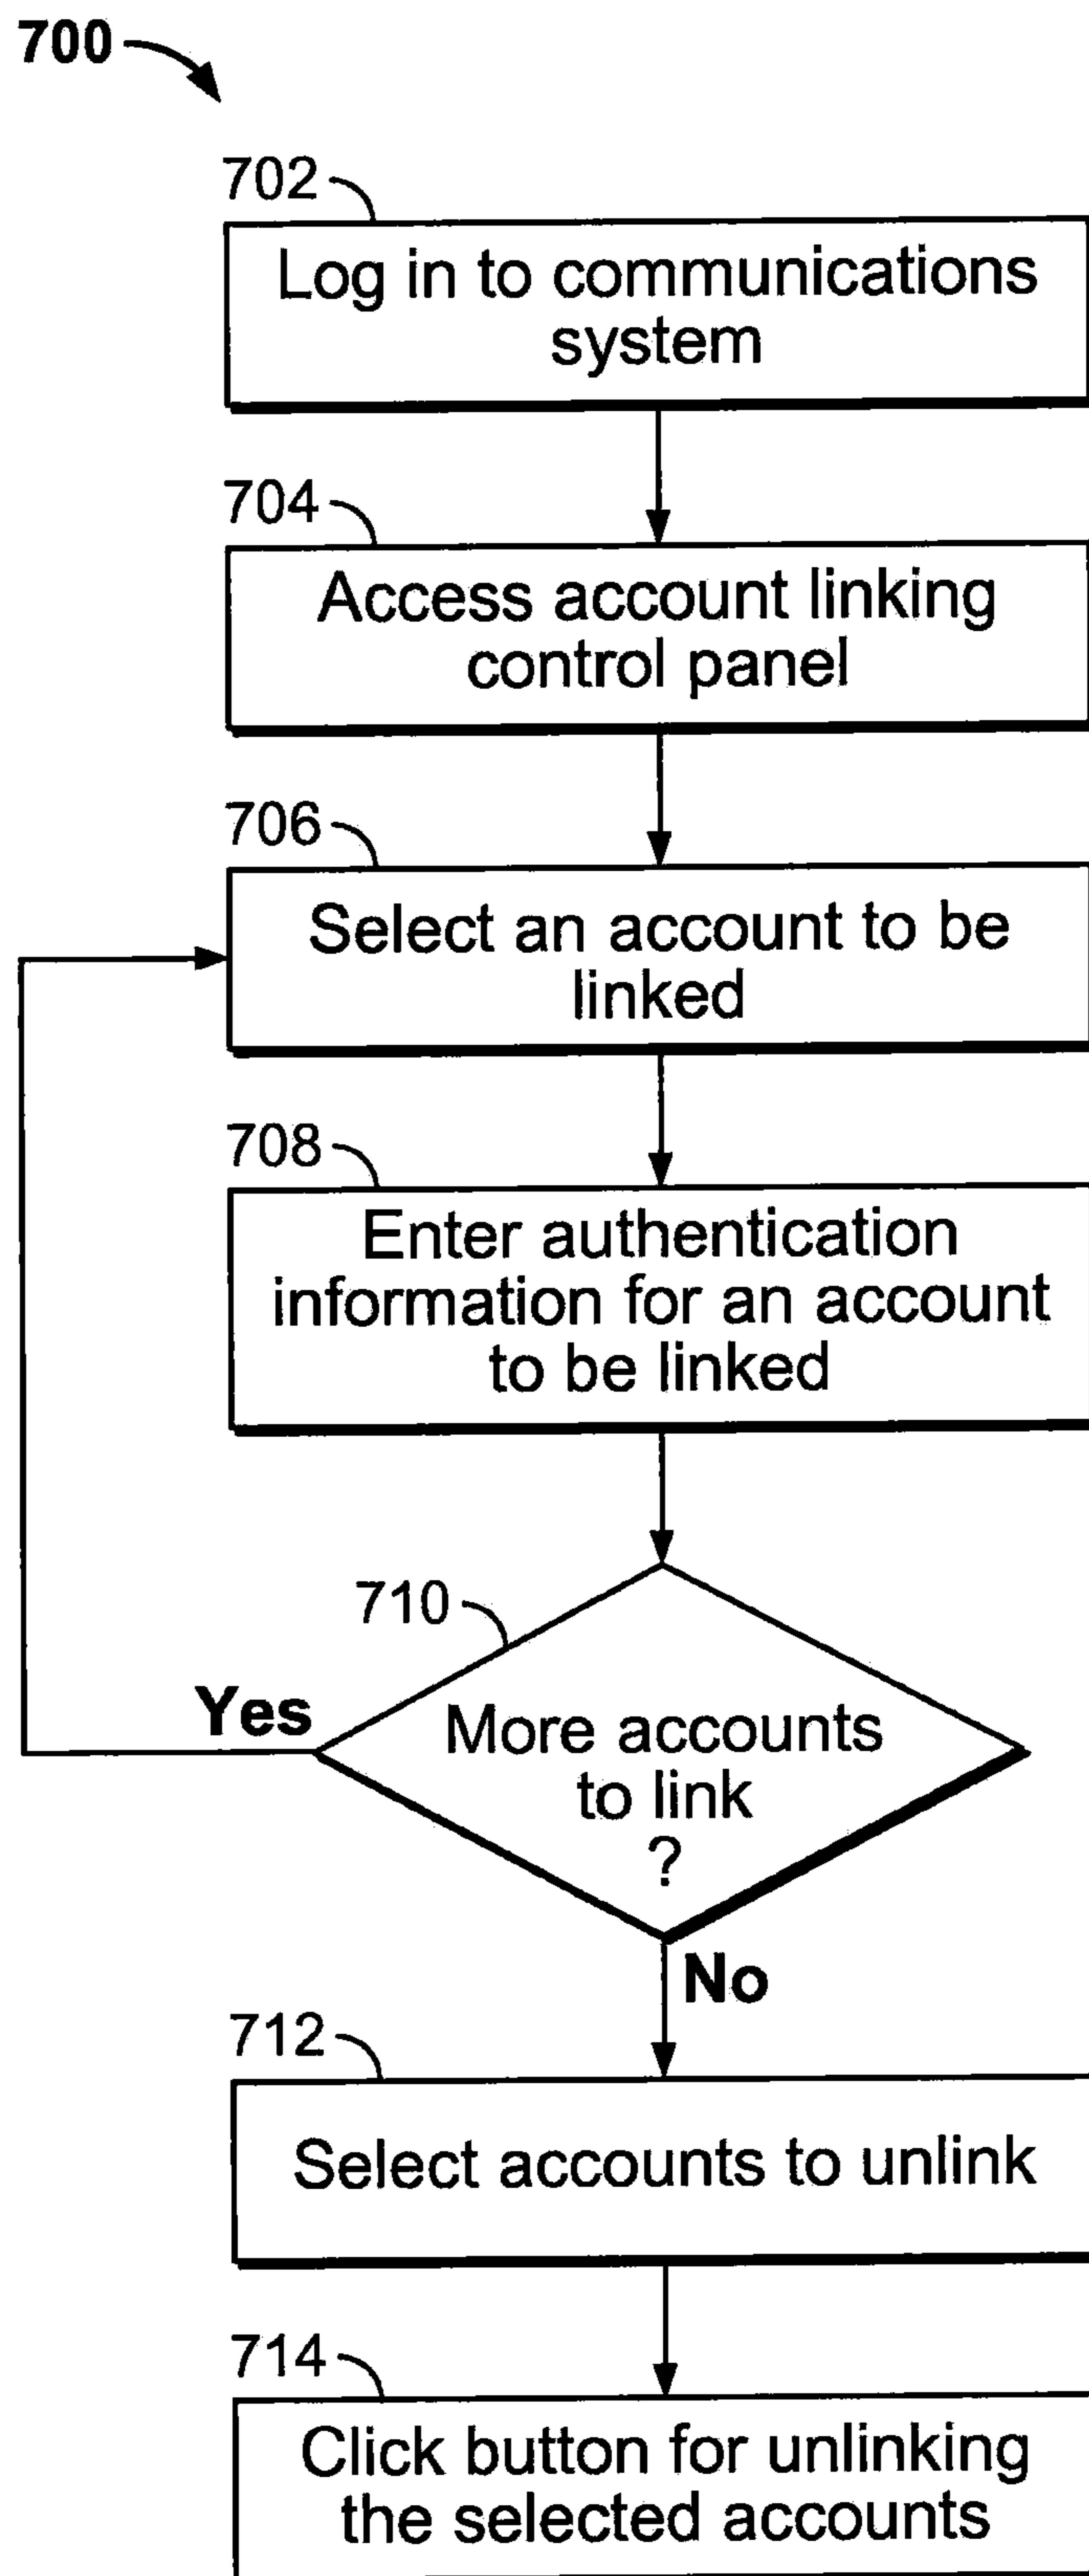 700
702
Log in to communications
system
704
Access account linking
control panel
706
Select an account to be
linked
708
Enter authentication
information for an account
to be linked
710
Yes
More accounts
to link
?
No
712
Select accounts to unlink
714
Click button for unlinking
the selected accounts